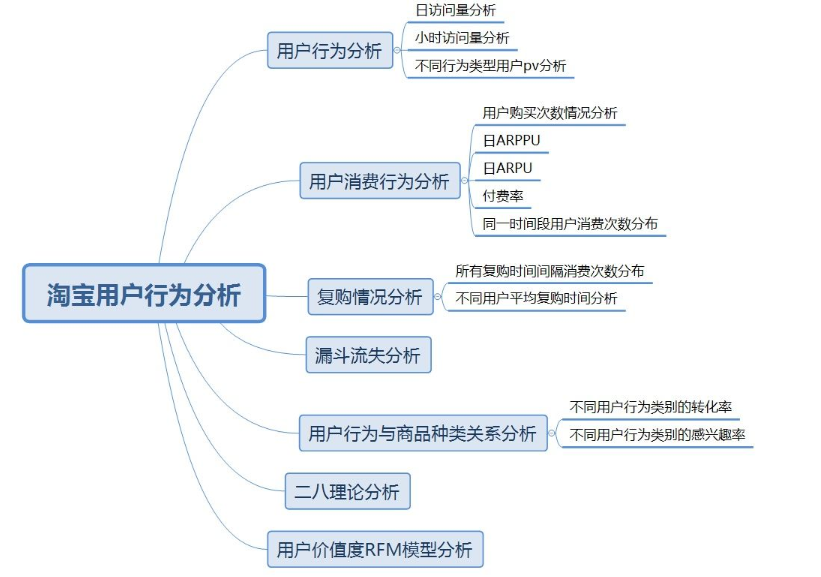 淘宝用户行为分析
用户行为分析
日访问量分析
小时访问量分析
不同行为类型用户pv分析
用户消费行为分析
用户购买次数情况分析
日ARPPU
日ARPU
付费率
同一时间段用户消费次数分布
复购情况分析
所有复购时间间隔消费次数分布
不同用户平均复购时间分析
漏斗流失分析
用户行为与商品种类关系分析
不同用户行为类别的转化率
不同用户行为类别的感兴趣率
二八理论分析
用户价值度RFM模型分析